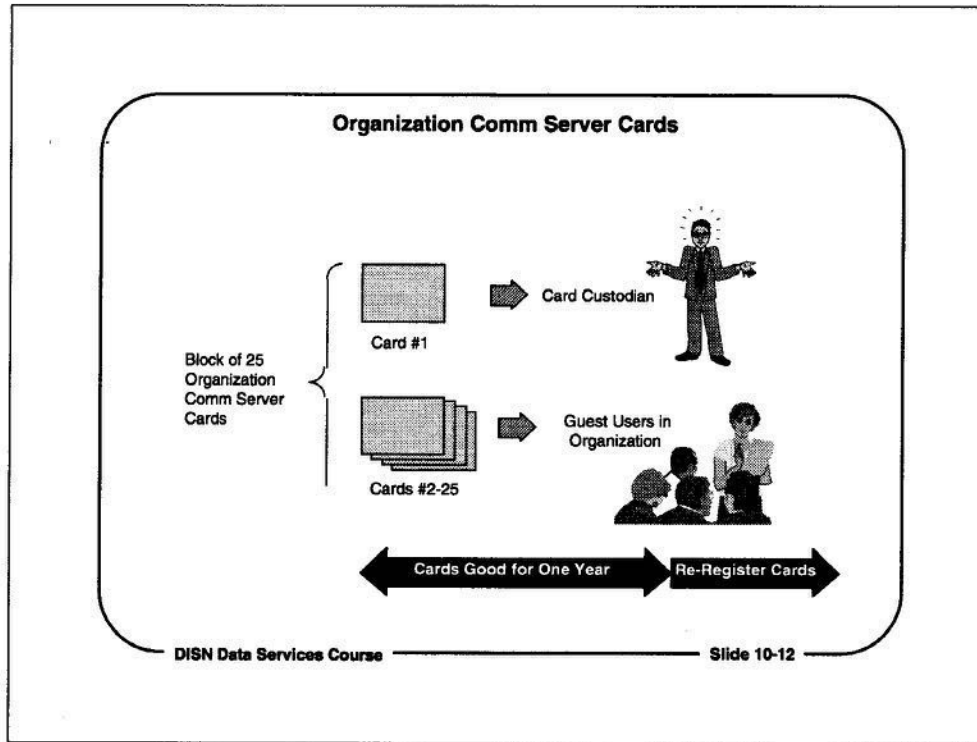 Organization Comm Server Cards
Block of 25
Organization
Comm Server
Cards
Card #1
Card Custodian
Cards #2-25
Guest Users in
Organization
Cards Good for One Year
Re-Register Cards
DISN Data Services Course
Slide 10-12